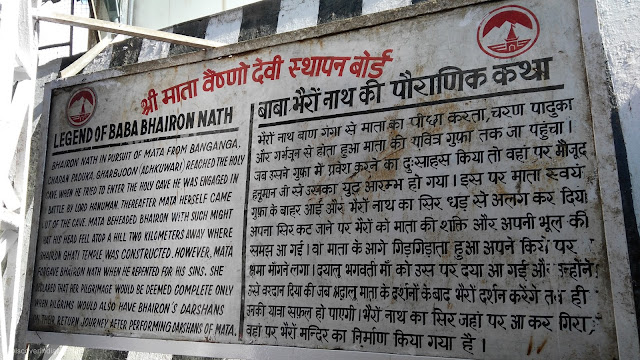 श्री माता वैष्णो देवी स्थापन बोर्ड
LEGEND OF BABA BHAIRON NATH
BHAIRON NATH IN PURSUIT OF MATA FROM BANGANGA,
CHARAN PADUKA, GHARBJOON (ADHKUWARI) REACHED THE HOLY
CAVE WHEN HE TRIED TO ENTER THE HOLY CAVE HE WAS ENGAGED IN
BATTLE BY LORD HANUMAN. THEREAFTER MATA HERSELF CAME
OUT OF THE CAVE. MATA BEHEADED BHAIRON WITH SUCH MIGHT
THAT HIS HEAD FELL ATOP A HILL TWO KILOMETERS AWAY WHERE
BHAIRON GHATI TEMPLE WAS CONSTRUCTED. HOWEVER, MATA
FORGAVE BHAIRON NATH WHEN HE REPENTED FOR HIS SINS. SHE
DECLARED HER PILGRIMAGE WOULD BE DEEMED COMPLETE ONLY
WHEN PILGRIMS WOULD ALSO HAVE BHAIRON'S DARSHANS
THEIR RETURN JOURNEY AFTER PERFORMING DARSHANS OF MATA.
बाबा भैरों नाथ की पौराणिक कथा
भैरों नाथ बाण गंगा से माता का पीछा करता, चरण पादुका
और गर्भजून से होता हुआ माता की पवित्र गुफा तक जा पहुंचा।
जब उसने गुफा में प्रवेश करने का दुःसाहस किया तो वहां पर मौजूद
हनुमान जी से उसका युद्ध आरम्भ हो गया। इस पर माता स्वयं
गुफा के बाहर आई और भैरों नाथ का सिर धड़ से अलग कर दिया
अपना सिर कट जाने पर भैरों को माता की शक्ति और अपनी भूल की
समझ आ गई। वा माता के आगे गिड़गिड़ाता हुआ अपने किये पर
क्षमा मांगने लगा। दयालु भगवती माँ को उस पर दया आ गई और उन्होंने
उसे वरदान दिया की जब श्रद्धालू माता के दर्शनों के बाद भैरों दर्शन करेंगे तब ही
उनकी यात्रा सफल हो पाएगी। भैरों नाथ का सिर जहां पर आ कर गिरा,
वहां पर भैरों मन्दिर का निर्माण किया गया है।